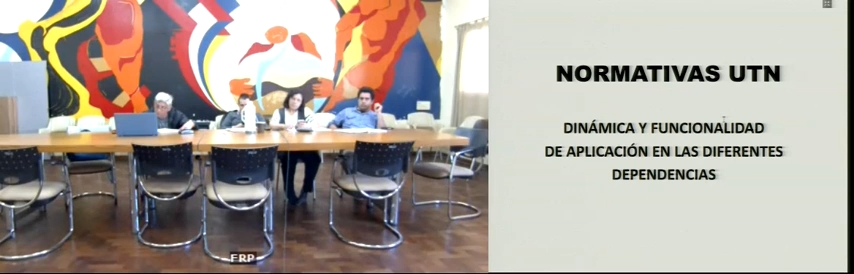 NORMATIVAS UTN
DINÁMICA Y FUNCIONALIDAD
DE APLICACIÓN EN LAS DIFERENTES
DEPENDENCIAS
FRP